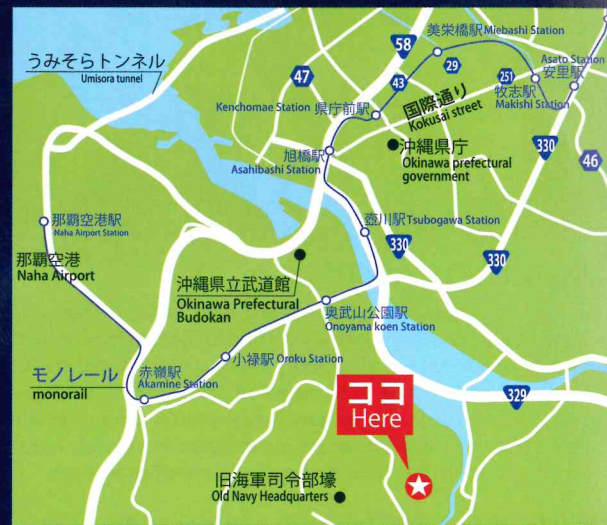 58
美栄橋駅 Miebashi Station
うみそらトンネル
Umisora tunnel
47
29
251
Asato Station
安里駅
牧志駅
Makishi Station
43
Kenchomae Station 県庁前駅
国際通り
Kokusai street
旭橋駅
Asahibashi Station
沖縄県庁
Okinawa prefectural
government
330
46
那覇空港駅
Naha Airport Station
壺川駅 Tsubogawa Station
330
330
那覇空港
Naha Airport
沖縄県立武道館
Okinawa Prefectural
Budokan
奥武山公園駅
Onoyama koen Station
小禄駅 Oroku Station
モノレール
monorail
赤嶺駅
Akamine Station
ココ
Here
329
旧海軍司令部壕
Old Navy Headquarters